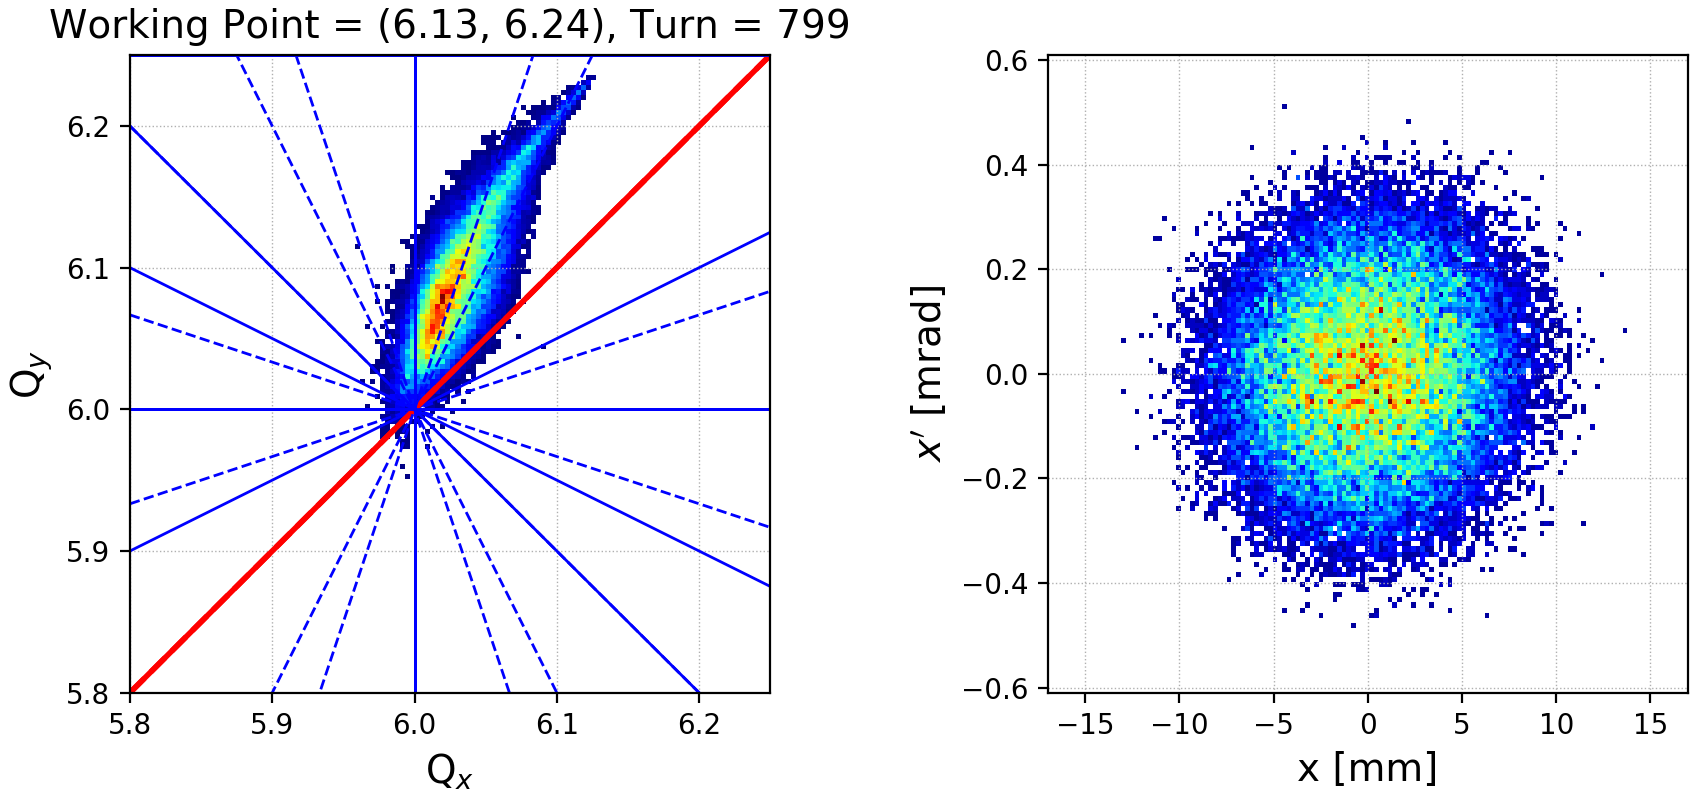 Working Point = (6.13, 6.24), Turn = 799
6.2
6.1
6.0
5.9
5.8
Qy
5.8 5.9 6.0 6.1 6.2
Qx
0.6
0.4
0.2
0.0
−0.2
−0.4
−0.6
x′ [mrad]
−15 −10 −5 0 5 10 15
x [mm]